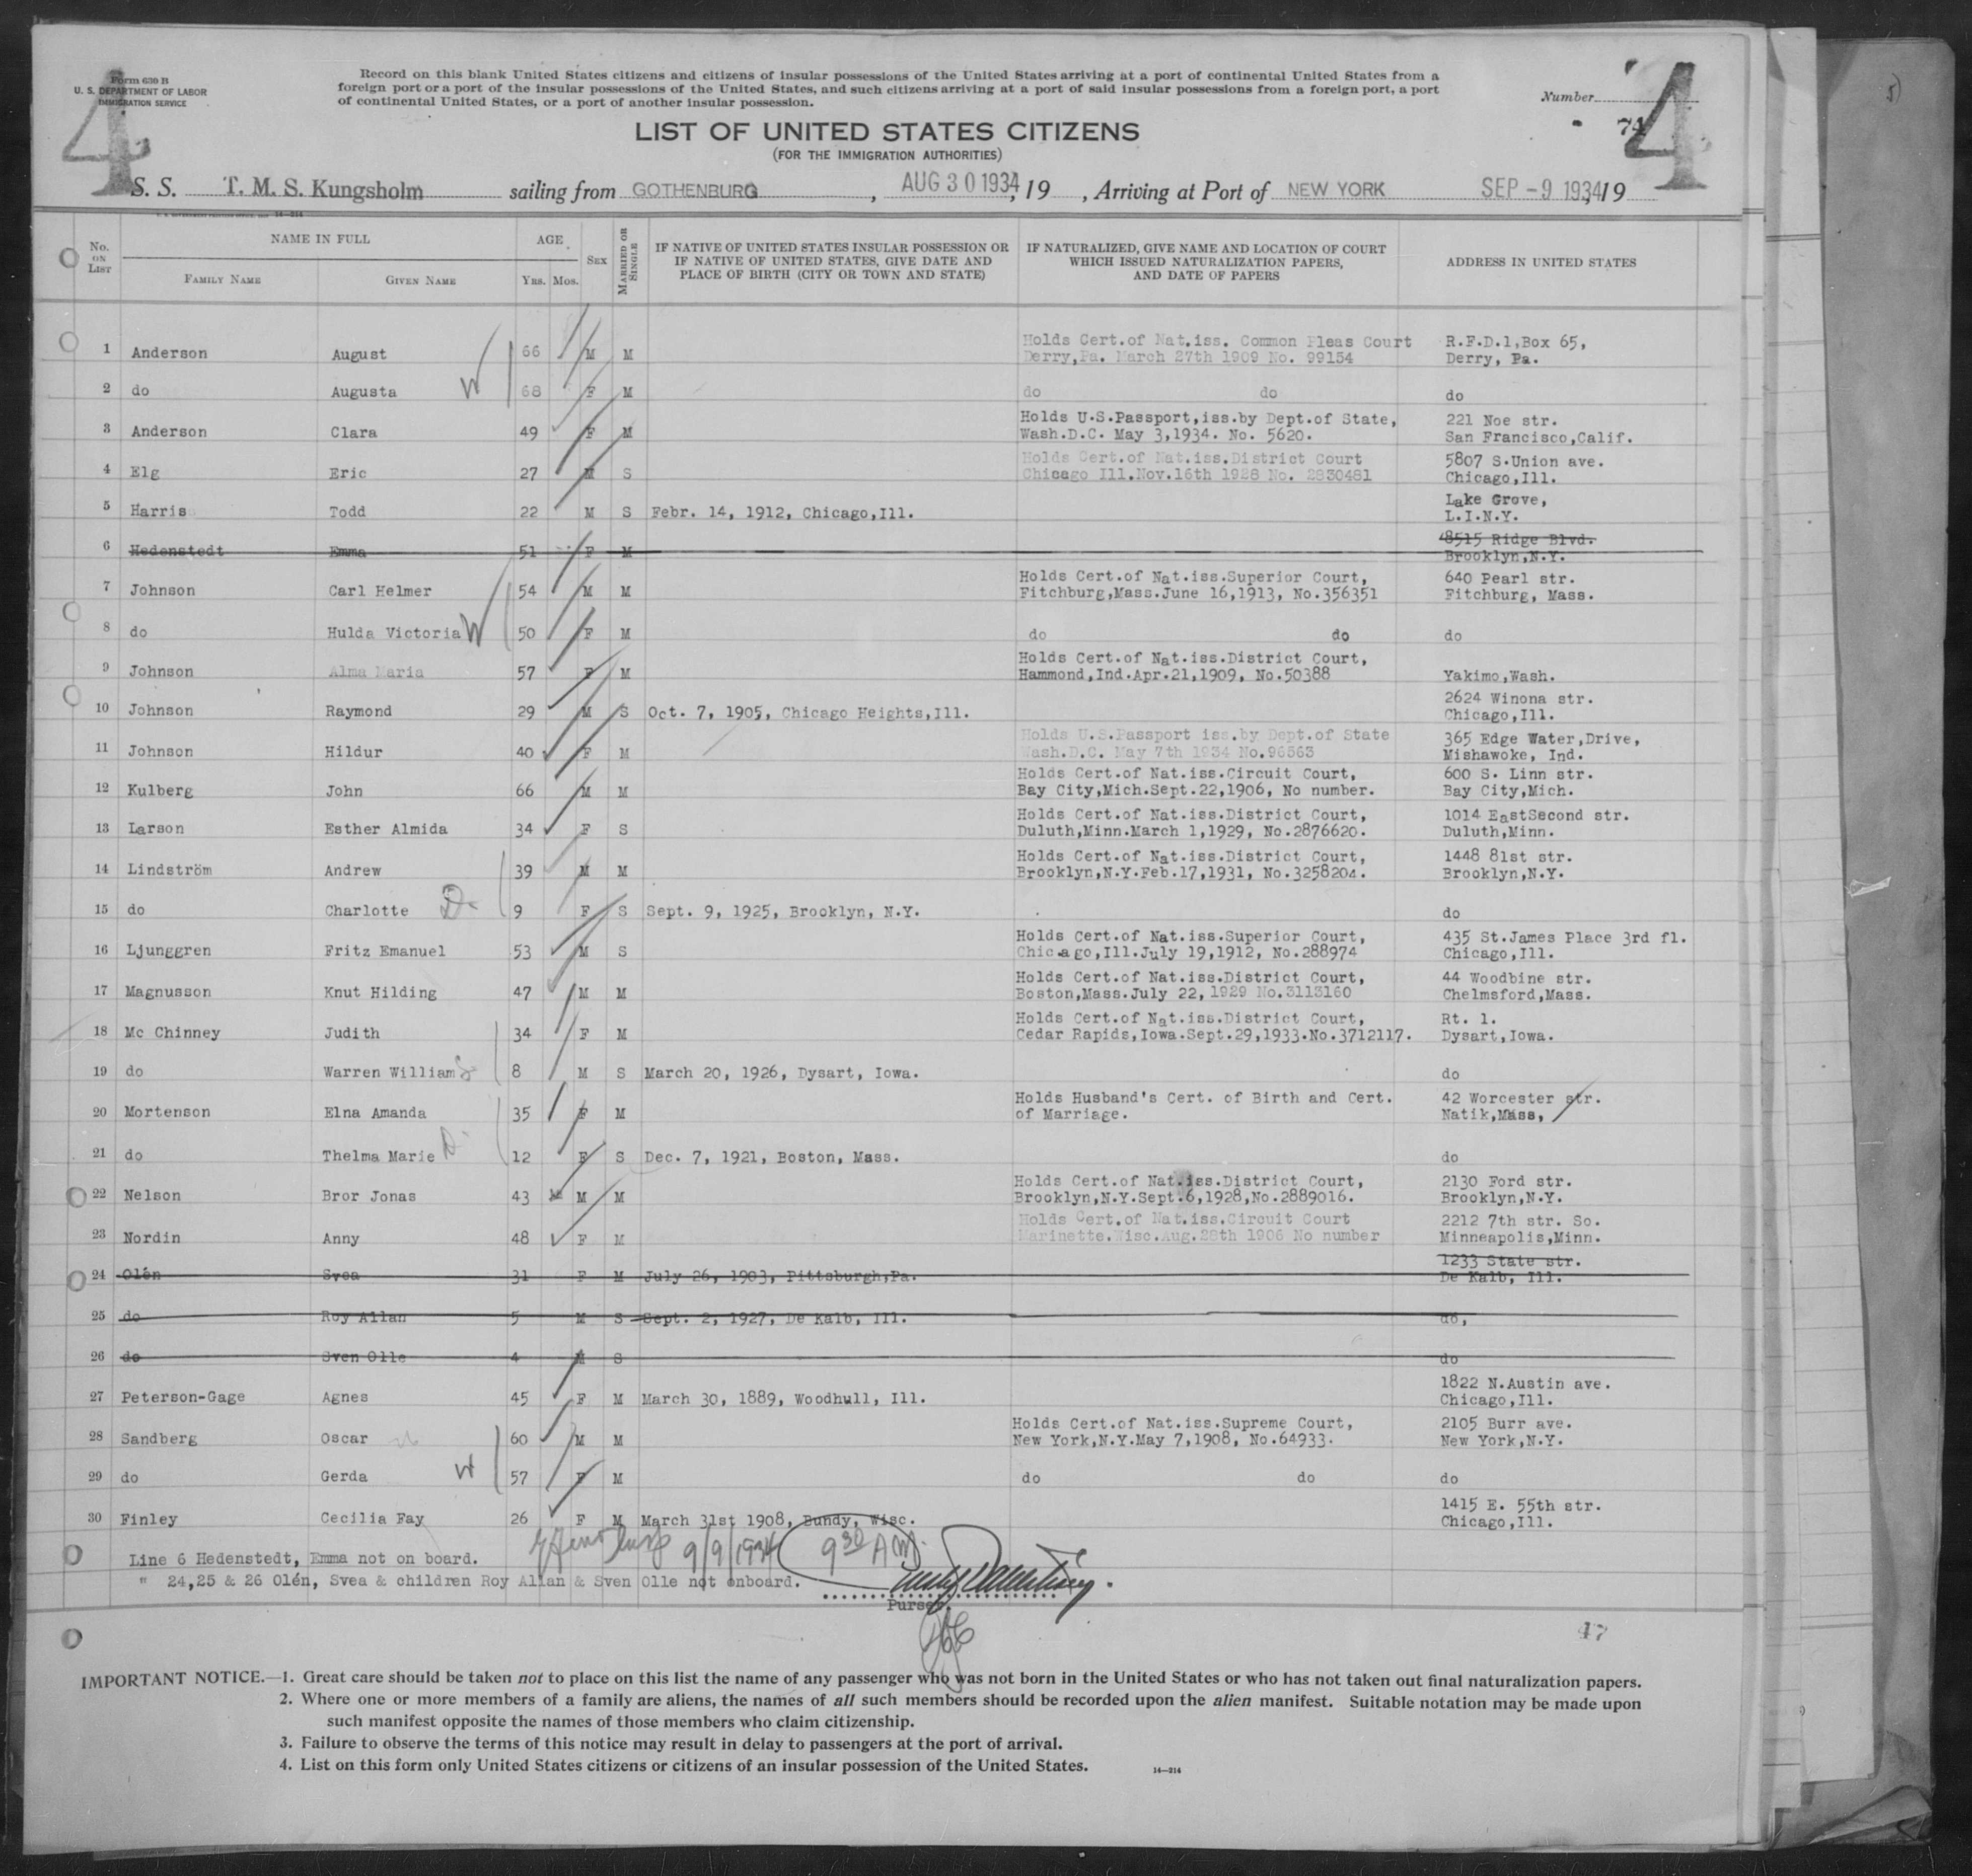 Form 630 B
U. S. DEPARTMENT OF LABOR
IMMIGRATION SERVICE
4
Record on this blank United States citizens and citizens of insular possessions of the United States arriving at a port of continental United States from a
foreign port or a port of the insular possessions of the United States, and such citizens arriving at a port of said insular possessions from a foreign port, a port
of continental United States, or a port of another insular possession.
Number
74
4
LIST OF UNITED STATES CITIZENS
(FOR THE IMMIGRATION AUTHORITIES)
S. S. T. M. S. Kungsholm sailing from GOTHENBURG, AUG 30 1934, 19 , Arriving at Port of NEW YORK SEP -9 1934, 19
No. ON LIST
NAME IN FULL
FAMILY NAME GIVEN NAME
AGE
YRS. MOS.
SEX
MARRIED OR SINGLE
IF NATIVE OF UNITED STATES INSULAR POSSESSION OR
IF NATIVE OF UNITED STATES, GIVE DATE AND
PLACE OF BIRTH (CITY OR TOWN AND STATE)
IF NATURALIZED, GIVE NAME AND LOCATION OF COURT
WHICH ISSUED NATURALIZATION PAPERS,
AND DATE OF PAPERS
ADDRESS IN UNITED STATES
Holds Cert.of Nat.iss. Common Pleas Court R.F.D.1,Box 65,
1 Anderson August 66 M M Derry,Pa. March 27th 1909 No. 99154 Derry, Pa.
2 do Augusta W 68 F M do do do
Holds U.S.Passport,iss.by Dept.of State, 221 Noe str.
3 Anderson Clara 49 F M Wash.D.C. May 3,1934. No. 5620. San Francisco,Calif.
Holds Cert.of Nat.iss.District Court 5807 S.Union ave.
4 Elg Eric 27 M S Chicago Ill.Nov.16th 1928 No. 2830481 Chicago,Ill.
Lake Grove,
5 Harris Todd 22 M S Febr. 14, 1912, Chicago,Ill. L.I.N.Y.
8515 Ridge Blvd.
6 Hedenstedt Emma 51 F M Brooklyn,N.Y.
Holds Cert.of Nat.iss.Superior Court, 640 Pearl str.
7 Johnson Carl Helmer 54 M M Fitchburg,Mass.June 16,1913, No.356351 Fitchburg, Mass.
8 do Hulda Victoria W 50 F M do do do
Holds Cert.of Nat.iss.District Court,
9 Johnson Alma Maria 57 F M Hammond,Ind.Apr.21,1909, No.50388 Yakimo,Wash.
2624 Winona str.
10 Johnson Raymond 29 M S Oct. 7, 1905, Chicago Heights,Ill. Chicago,Ill.
Holds U.S.Passport iss.by Dept.of State 365 Edge Water,Drive,
11 Johnson Hildur 40 F M Wash.D.C. May 7th 1934 No.96563 Mishawoke, Ind.
Holds Cert.of Nat.iss.Circuit Court, 600 S. Linn str.
12 Kulberg John 66 M M Bay City,Mich.Sept.22,1906, No number. Bay City,Mich.
Holds Cert.of Nat.iss.District Court, 1014 EastSecond str.
13 Larson Esther Almida 34 F S Duluth,Minn.March 1,1929, No.2876620. Duluth,Minn.
Holds Cert.of Nat.iss.District Court, 1448 81st str.
14 Lindström Andrew 39 M M Brooklyn,N.Y.Feb.17,1931, No.3258204. Brooklyn,N.Y.
15 do Charlotte 9 F S Sept. 9, 1925, Brooklyn, N.Y. do
Holds Cert.of Nat.iss.Superior Court, 435 St.James Place 3rd fl.
16 Ljunggren Fritz Emanuel 53 M S Chicago,Ill.July 19,1912, No.288974 Chicago,Ill.
Holds Cert.of Nat.iss.District Court, 44 Woodbine str.
17 Magnusson Knut Hilding 47 M M Boston,Mass.July 22, 1929 No.3113160 Chelmsford,Mass.
Holds Cert.of Nat.iss.District Court, Rt. 1.
18 Mc Chinney Judith 34 F M Cedar Rapids,Iowa.Sept.29,1933.No.3712117. Dysart,Iowa.
19 do Warren William S 8 M S March 20, 1926, Dysart, Iowa. do
Holds Husband's Cert. of Birth and Cert. 42 Worcester str.
20 Mortenson Elna Amanda 35 F M of Marriage. Natik,Mass,
21 do Thelma Marie D 12 F S Dec. 7, 1921, Boston, Mass. do
Holds Cert.of Nat.iss.District Court, 2130 Ford str.
22 Nelson Bror Jonas 43 M M Brooklyn,N.Y.Sept.6,1928,No.2889016. Brooklyn,N.Y.
Holds Cert.of Nat.iss.Circuit Court 2212 7th str. So.
23 Nordin Anny 48 F M Marinette.Wisc.Aug.28th 1906 No number Minneapolis,Minn.
1233 State str.
24 Olén Svea 31 F M July 26, 1903, Pittsburgh,Pa. De Kalb, Ill.
25 do Roy Allan 5 M S Sept. 2, 1927, De Kalb, Ill. do,
26 do Sven Olle 4 M S do
1822 N.Austin ave.
27 Peterson-Gage Agnes 45 F M March 30, 1889, Woodhull, Ill. Chicago,Ill.
Holds Cert.of Nat.iss.Supreme Court, 2105 Burr ave.
28 Sandberg Oscar 60 M M New York,N.Y.May 7,1908, No.64933. New York,N.Y.
29 do Gerda W 57 F M do do do
1415 E. 55th str.
30 Finley Cecilia Fay 26 F M March 31st 1908, Bundy, Wisc. Chicago,Ill.
Line 6 Hedenstedt, Emma not on board. 9/9/1934 9 30 AM.
" 24,25 & 26 Olén, Svea & children Roy Allan & Sven Olle not onboard.
Purser.
47
IMPORTANT NOTICE.—1. Great care should be taken not to place on this list the name of any passenger who was not born in the United States or who has not taken out final naturalization papers.
2. Where one or more members of a family are aliens, the names of all such members should be recorded upon the alien manifest. Suitable notation may be made upon
such manifest opposite the names of those members who claim citizenship.
3. Failure to observe the terms of this notice may result in delay to passengers at the port of arrival.
4. List on this form only United States citizens or citizens of an insular possession of the United States.
14—214